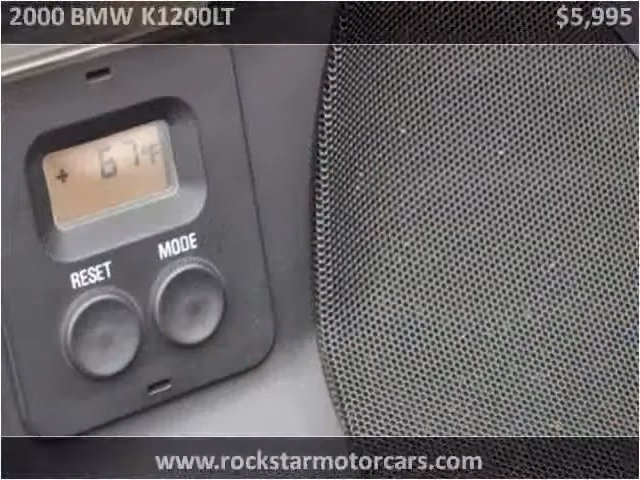 2000 BMW K1200LT
$5,995
+ 67°F
MODE
RESET
www.rockstarmotorcars.com